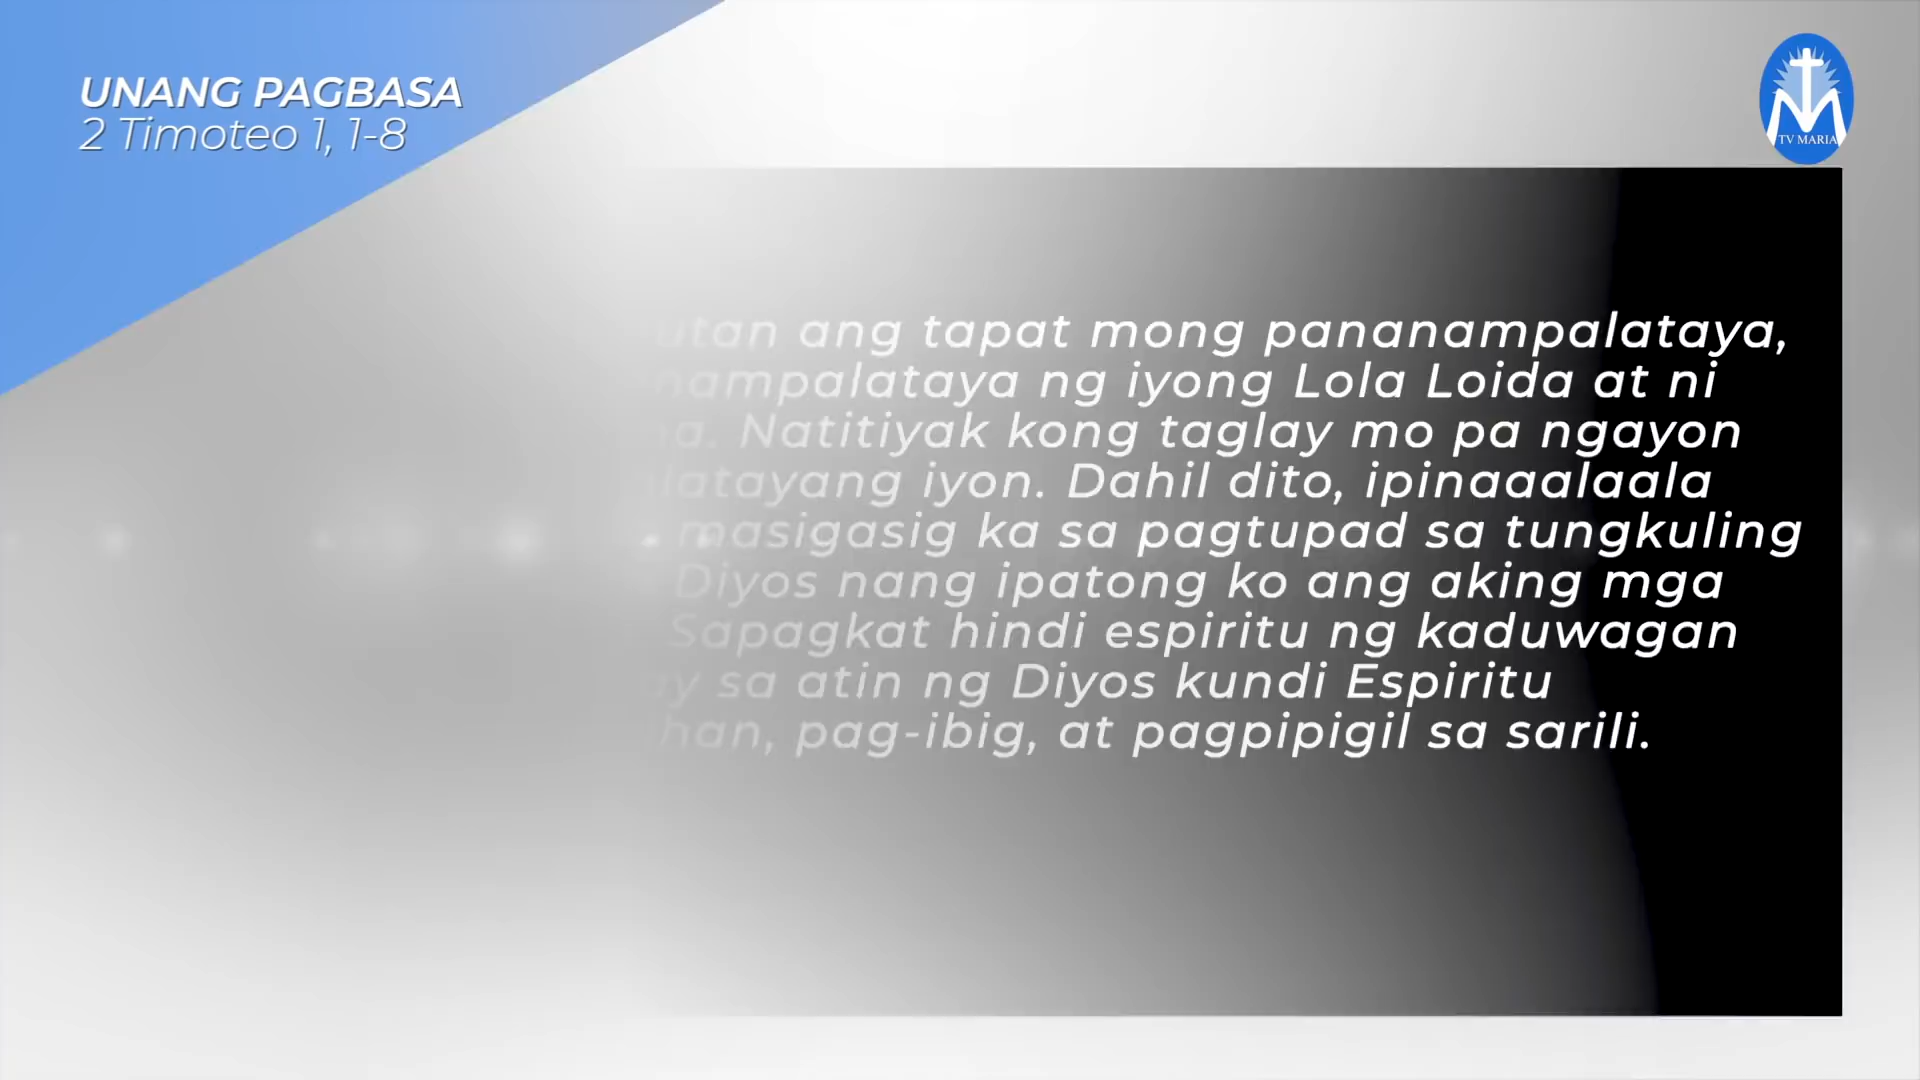 UNANG PAGBASA
2 Timoteo 1, 1-8
TV MARIA
ang tapat mong pananampalataya,
ng iyong Lola Loida at ni
Natitiyak kong taglay mo pa ngayon
iyon. Dahil dito, ipinaaalaala
masigasig ka sa pagtupad sa tungkuling
Diyos nang ipatong ko ang aking mga
Sapagkat hindi espiritu ng kaduwagan
sa atin ng Diyos kundi Espiritu
pag-ibig, at pagpipigil sa sarili.